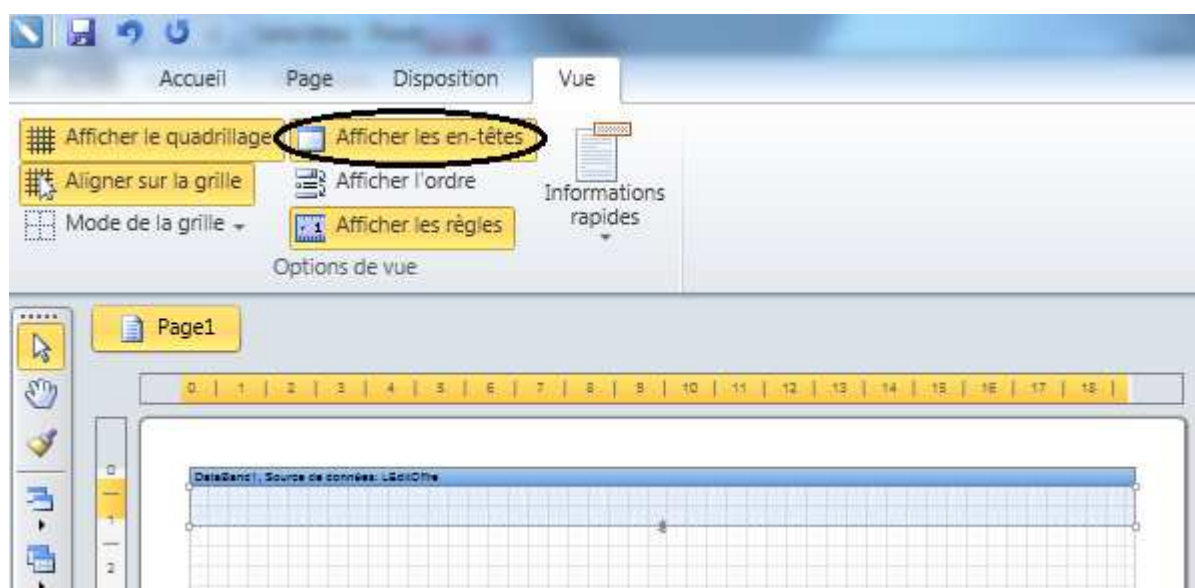 Accueil Page Disposition Vue
Afficher le quadrillage Afficher les en-têtes
Aligner sur la grille Afficher l'ordre Informations rapides
Mode de la grille Afficher les règles
Options de vue
Page1
0 1 2 3 4 5 6 7 8 9 10 11 12 13 14 15 16 17 18
DataBand1; Source de données: LEditOffre
0
1
2